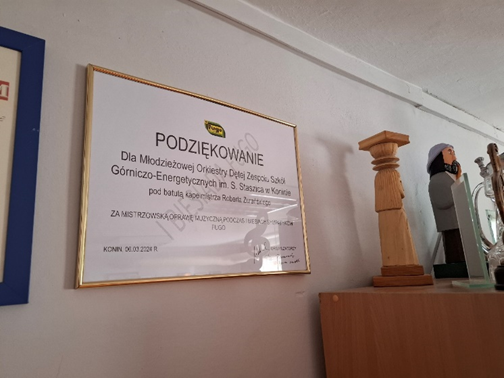 PODZIĘKOWANIE
Dla Młodzieżowej Orkiestry Dętej Zespołu Szkół
Górniczo-Energetycznych im. S. Staszica w Koninie
pod batutą kapelmistrza Roberta
ZA MISTRZOWSKĄ OPRAWĘ MUZYCZNĄ PODCZAS I BIESIADY
KONIN, 06.03.2024 R.